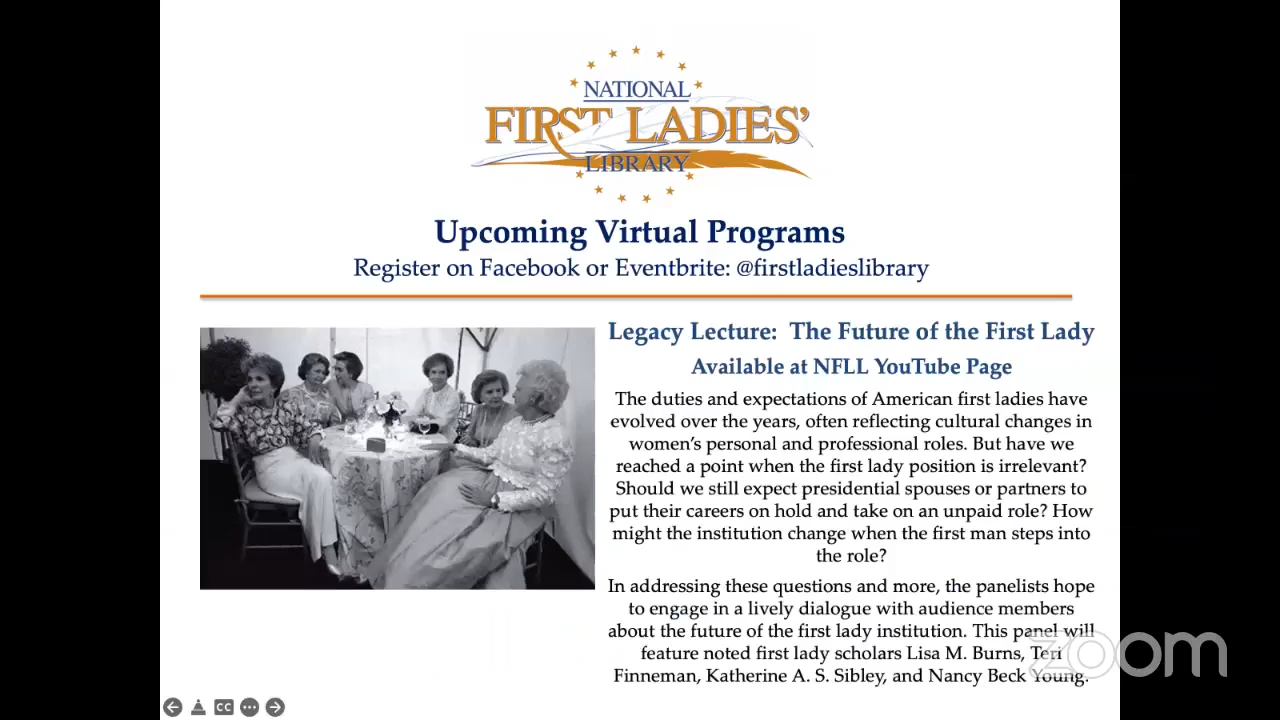 NATIONAL
FIRST LADIES'
LIBRARY
Upcoming Virtual Programs
Register on Facebook or Eventbrite: @firstladieslibrary
Legacy Lecture:  The Future of the First Lady
Available at NFLL YouTube Page
The duties and expectations of American first ladies have
evolved over the years, often reflecting cultural changes in
women’s personal and professional roles. But have we
reached a point when the first lady position is irrelevant?
Should we still expect presidential spouses or partners to
put their careers on hold and take on an unpaid role? How
might the institution change when the first man steps into
the role?
In addressing these questions and more, the panelists hope
to engage in a lively dialogue with audience members
about the future of the first lady institution. This panel will
feature noted first lady scholars Lisa M. Burns, Teri
Finneman, Katherine A. S. Sibley, and Nancy Beck Young.
zoom
CC